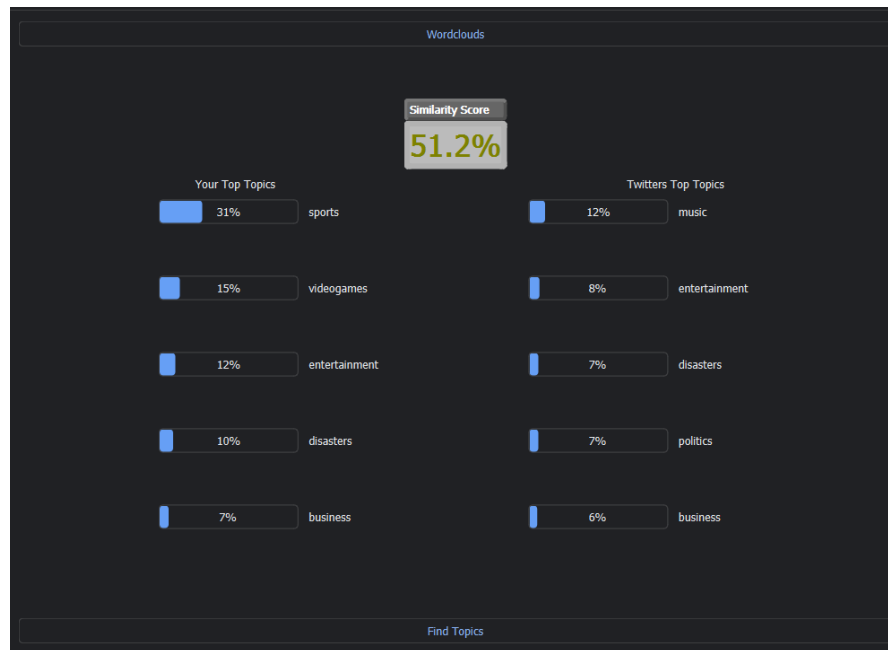 Wordclouds
Similarity Score
51.2%
Your Top Topics
31% sports
15% videogames
12% entertainment
10% disasters
7% business
Twitters Top Topics
12% music
8% entertainment
7% disasters
7% politics
6% business
Find Topics